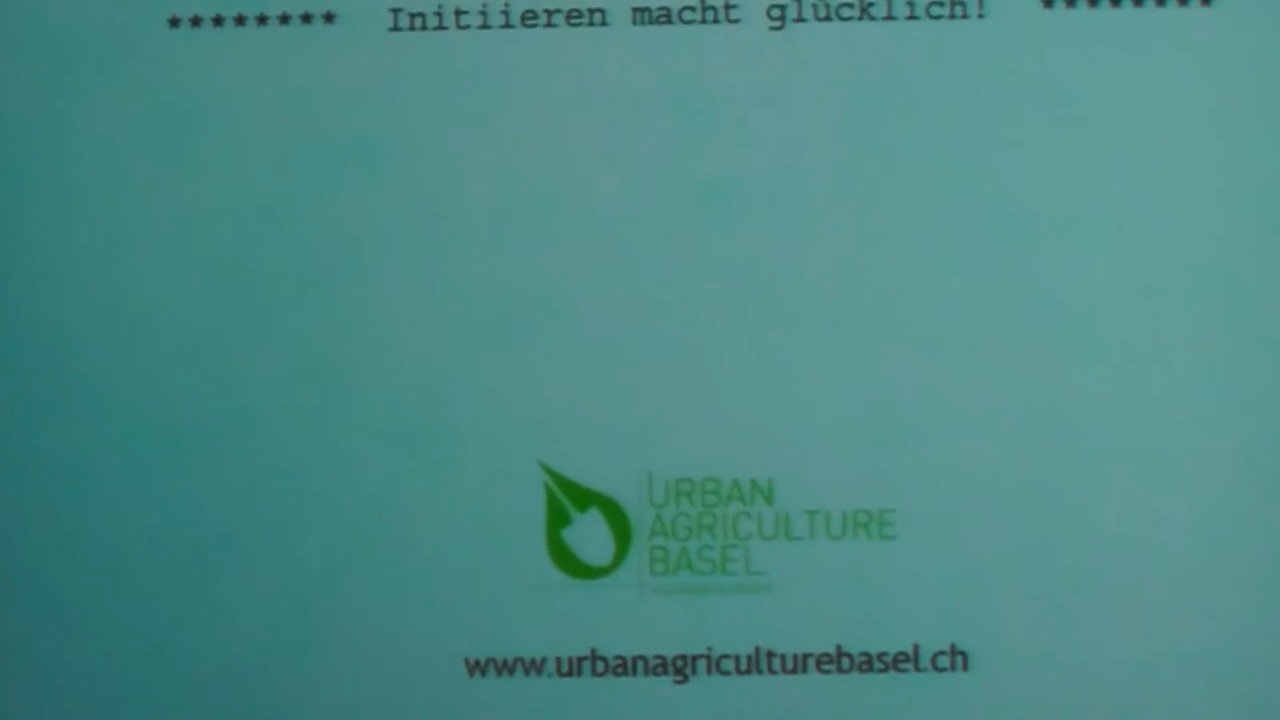 ******** Initiieren macht glücklich! ********
URBAN
AGRICULTURE
BASEL
www.urbanagriculturebasel.ch